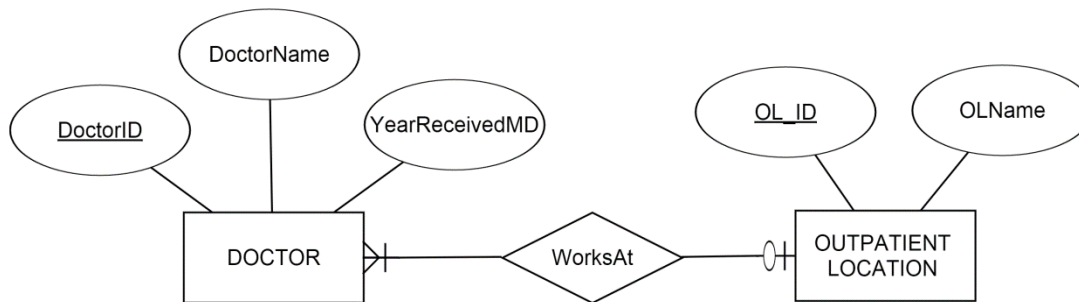 DoctorName
DoctorID
YearReceivedMD
OL_ID
OLName
DOCTOR
WorksAt
OUTPATIENT
LOCATION